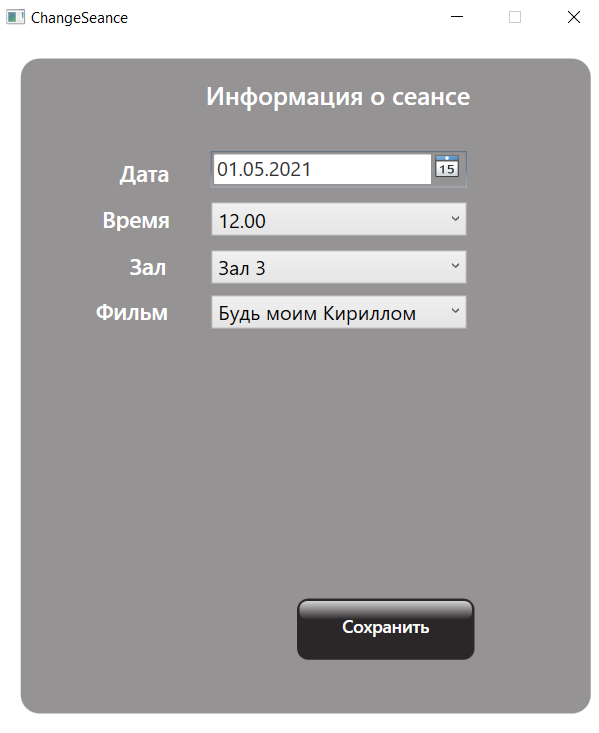 ChangeSeance
Информация о сеансе
Дата 01.05.2021 15
Время 12.00
Зал Зал 3
Фильм Будь моим Кириллом
Сохранить